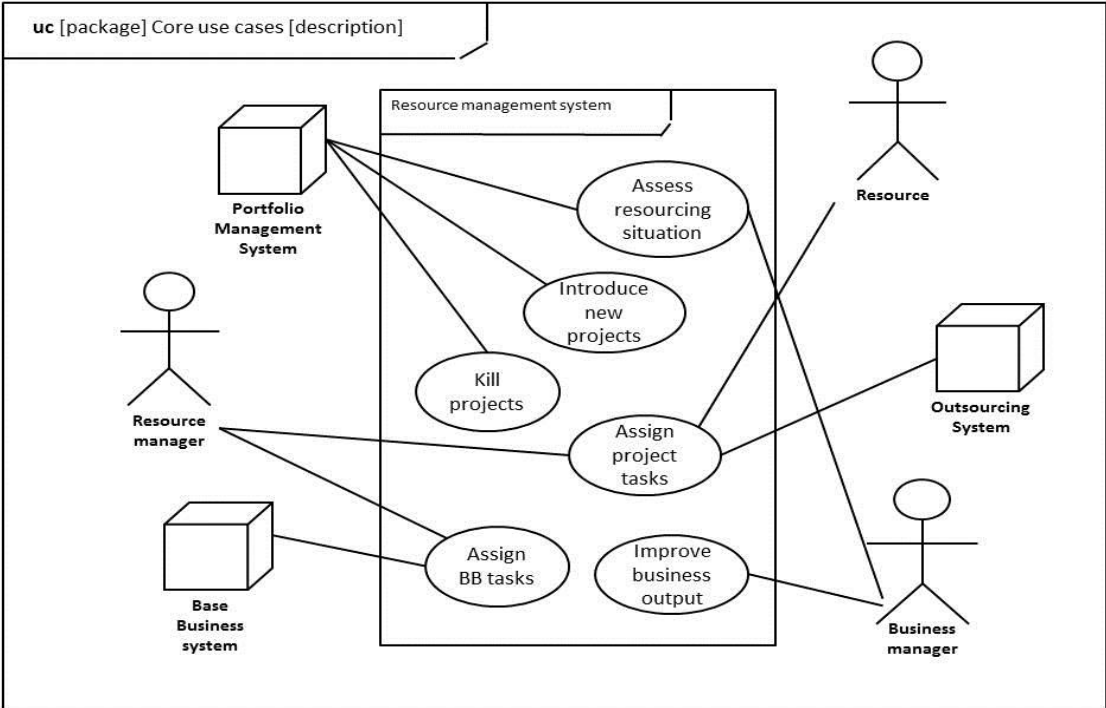 uc [package] Core use cases [description]
Resource management system
Portfolio
Management
System
Assess
resourcing
situation
Resource
Introduce
new
projects
Kill
projects
Resource
manager
Assign
project
tasks
Outsourcing
System
Assign
BB tasks
Improve
business
output
Base
Business
system
Business
manager